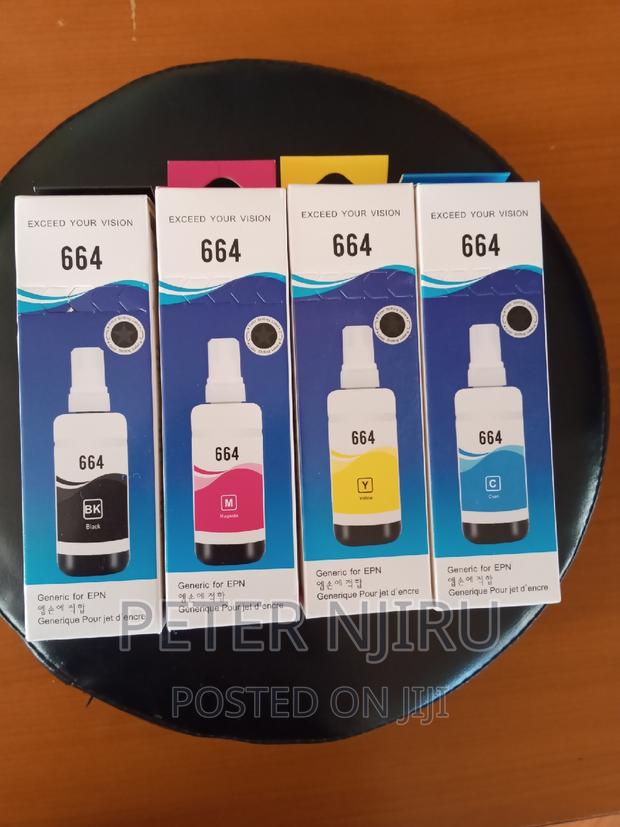 EXCEED YOUR VISION
664
664
BK
Black
Generic for EPN
엡손에 적합
Generique Pour jet d'encre
EXCEED YOUR VISION
664
664
M
Magenta
Generic for EPN
엡손에 적합
Generique Pour jet d'encre
EXCEED YOUR VISION
664
664
Y
Yellow
Generic for EPN
엡손에 적합
Generique Pour jet d'encre
EXCEED YOUR VISION
664
664
C
Cyan
Generic for EPN
엡손에 적합
Generique Pour jet d'encre
PETER NJIRU
POSTED ON JIJI